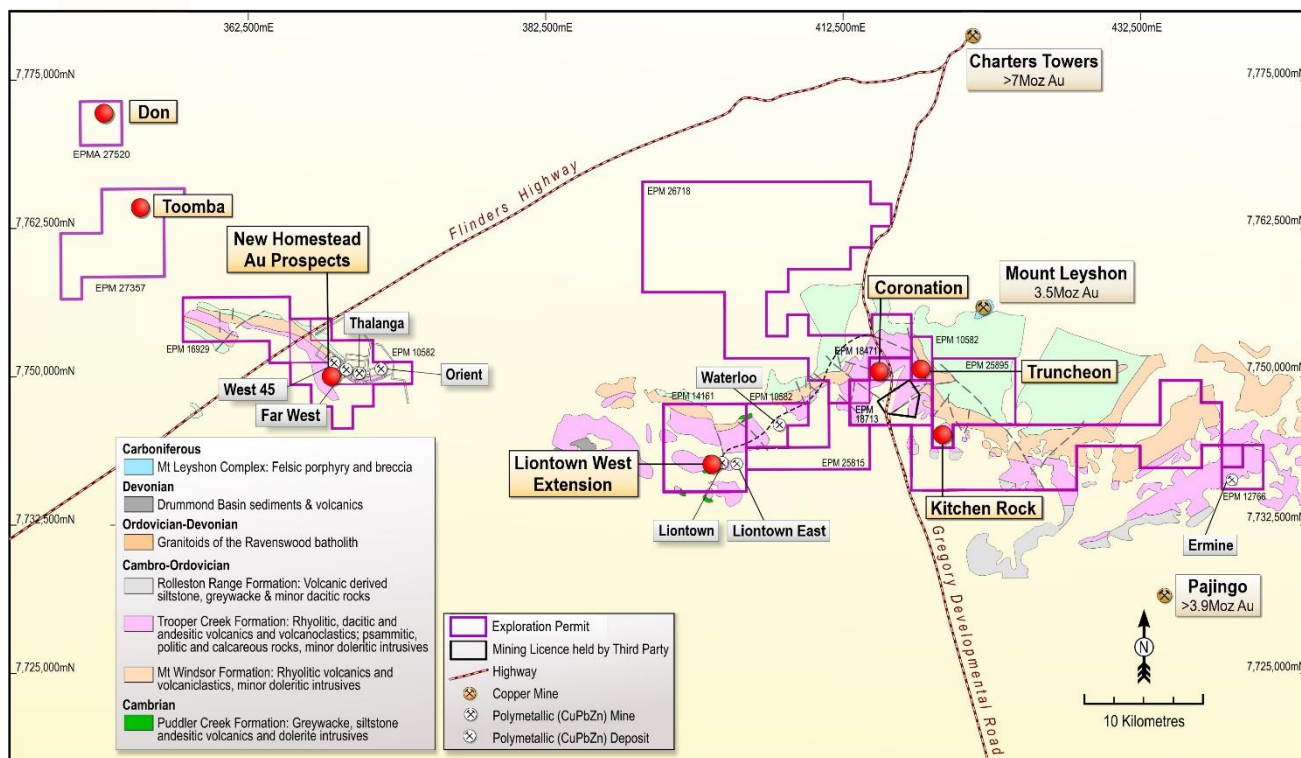 362,500mE
382,500mE
412,500mE
432,500mE
7,775,000mN
7,775,000mN
Charters Towers
>7Moz Au
Don
EPMA 27520
Toomba
EPM 27357
Flinders Highway
7,762,500mN
7,762,500mN
EPM 26718
New Homestead
Au Prospects
Coronation
Mount Leyshon
3.5Moz Au
Thalanga
EPM 16929
EPM 10582
EPM 18471
EPM 10582
EPM 25895
Truncheon
7,750,000mN
7,750,000mN
Orient
West 45
Far West
Waterloo
EPM 14161
EPM 10582
EPM
18713
EPM 25815
Liontown West
Extension
Kitchen Rock
EPM 12766
Liontown
Liontown East
Ermine
7,732,500mN
7,732,500mN
Gregory Developmental Road
Pajingo
>3.9Moz Au
7,725,000mN
7,725,000mN
Carboniferous
Mt Leyshon Complex: Felsic porphyry and breccia
Devonian
Drummond Basin sediments & volcanics
Ordovician-Devonian
Granitoids of the Ravenswood batholith
Cambro-Ordovician
Rolleston Range Formation: Volcanic derived
siltstone, greywacke & minor dacitic rocks
Trooper Creek Formation: Rhyolitic, dacitic and
andesitic volcanics and volcanoclastics; psammitic,
politic and calcareous rocks, minor doleritic intrusives
Mt Windsor Formation: Rhyolitic volcanics and
volcaniclastics, minor doleritic intrusives
Cambrian
Puddler Creek Formation: Greywacke, siltstone
andesitic volcanics and dolerite intrusives
Exploration Permit
Mining Licence held by Third Party
Highway
Copper Mine
Polymetallic (CuPbZn) Mine
Polymetallic (CuPbZn) Deposit
N
10 Kilometres